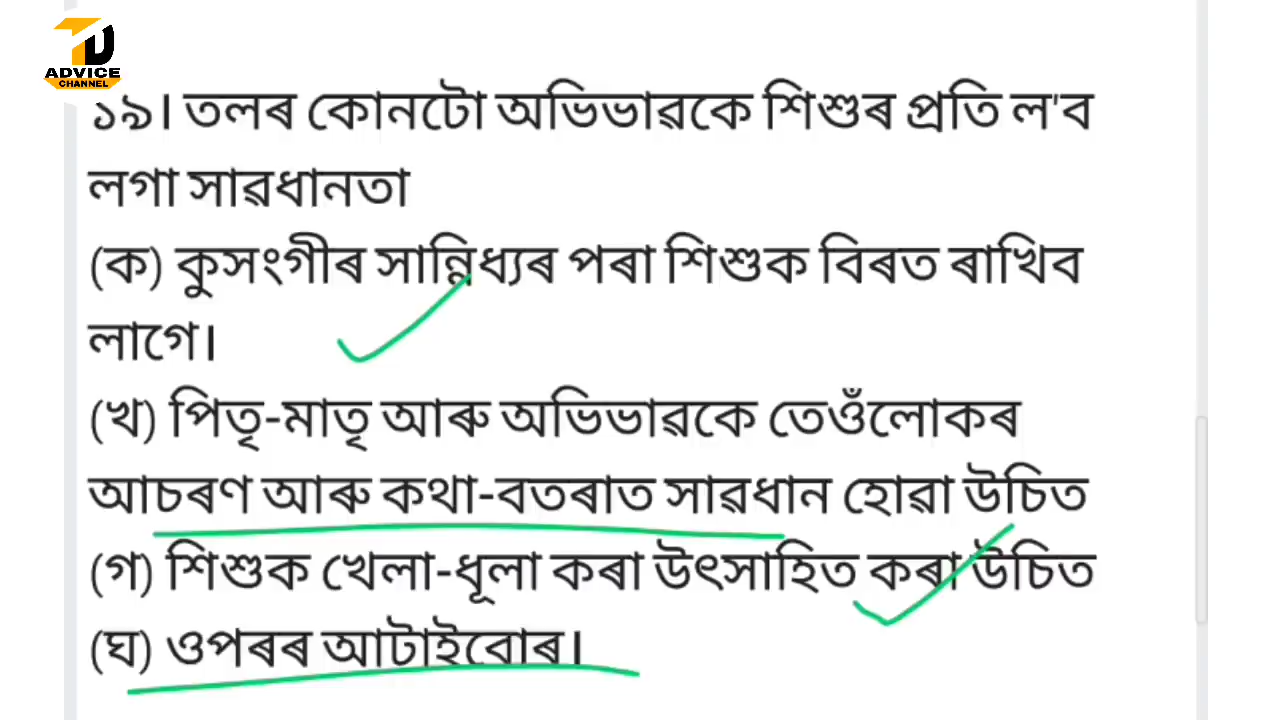 TD
ADVICE
CHANNEL
১৯। তলৰ কোনটো অভিভাৱকে শিশুৰ প্ৰতি ল'ব
লগা সাৱধানতা
(ক) কুসংগীৰ সান্নিধ্যৰ পৰা শিশুক বিৰত ৰাখিব
লাগে।
(খ) পিতৃ-মাতৃ আৰু অভিভাৱকে তেওঁলোকৰ
আচৰণ আৰু কথা-বতৰাত সাৱধান হোৱা উচিত
(গ) শিশুক খেলা-ধূলা কৰা উৎসাহিত কৰা উচিত
(ঘ) ওপৰৰ আটাইবোৰ।